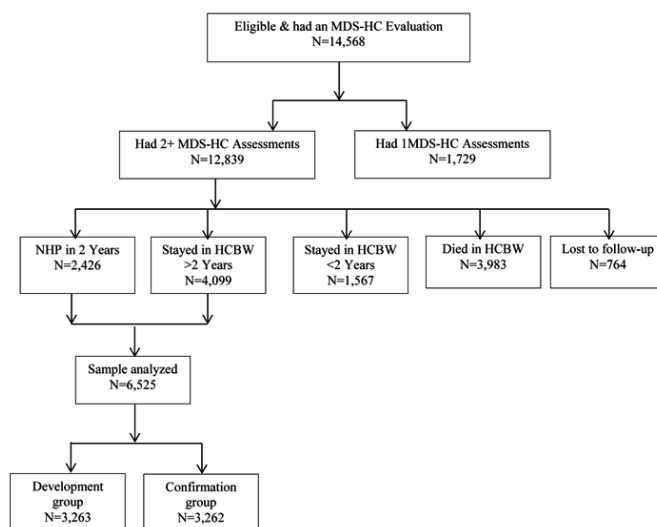 Eligible & had an MDS-HC Evaluation
N=14,568
Had 2+ MDS-HC Assessments
N=12,839
Had 1MDS-HC Assessments
N=1,729
NHP in 2 Years
N=2,426
Stayed in HCBW
>2 Years
N=4,099
Stayed in HCBW
<2 Years
N=1,567
Died in HCBW
N=3,983
Lost to follow-up
N=764
Sample analyzed
N=6,525
Development
group
N=3,263
Confirmation
group
N=3,262